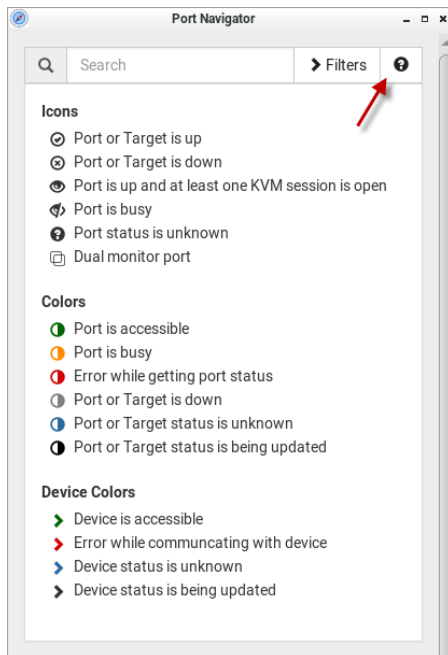 Port Navigator
Search
Filters
Icons
Port or Target is up
Port or Target is down
Port is up and at least one KVM session is open
Port is busy
Port status is unknown
Dual monitor port
Colors
Port is accessible
Port is busy
Error while getting port status
Port or Target is down
Port or Target status is unknown
Port or Target status is being updated
Device Colors
Device is accessible
Error while communcating with device
Device status is unknown
Device status is being updated